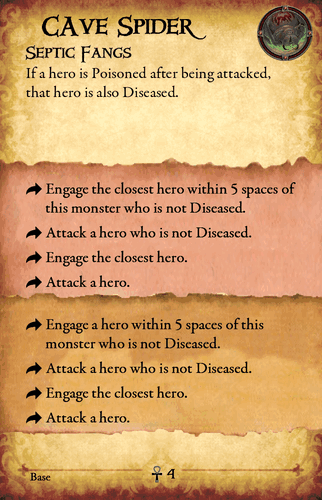 Cave Spider
Septic Fangs
If a hero is Poisoned after being attacked,
that hero is also Diseased.
Engage the closest hero within 5 spaces of
this monster who is not Diseased.
Attack a hero who is not Diseased.
Engage the closest hero.
Attack a hero.
Engage a hero within 5 spaces of this
monster who is not Diseased.
Attack a hero who is not Diseased.
Engage the closest hero.
Attack a hero.
Base
4